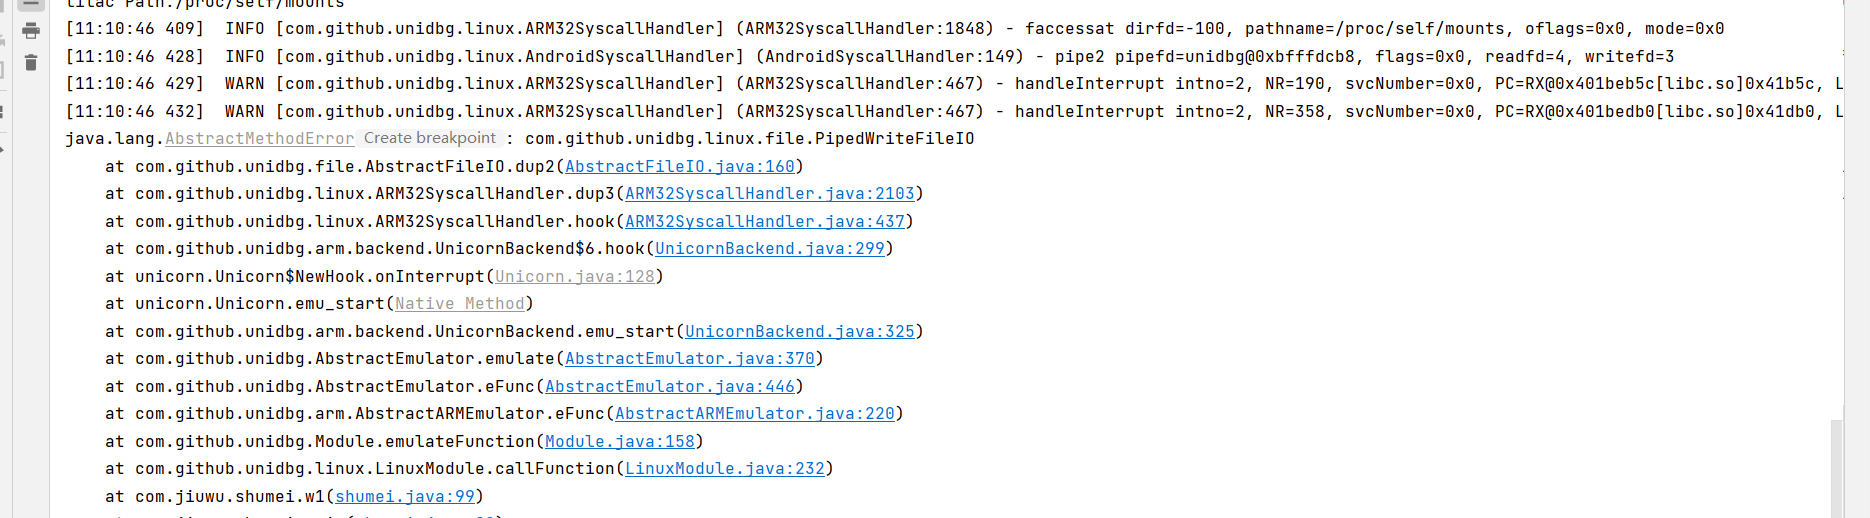 lilac Path:/proc/self/mounts
[11:10:46 409]  INFO [com.github.unidbg.linux.ARM32SyscallHandler] (ARM32SyscallHandler:1848) - faccessat dirfd=-100, pathname=/proc/self/mounts, oflags=0x0, mode=0x0
[11:10:46 428]  INFO [com.github.unidbg.linux.AndroidSyscallHandler] (AndroidSyscallHandler:149) - pipe2 pipefd=unidbg@0xbfffdcb8, flags=0x0, readfd=4, writefd=3
[11:10:46 429]  WARN [com.github.unidbg.linux.ARM32SyscallHandler] (ARM32SyscallHandler:467) - handleInterrupt intno=2, NR=190, svcNumber=0x0, PC=RX@0x401beb5c[libc.so]0x41b5c, L
[11:10:46 432]  WARN [com.github.unidbg.linux.ARM32SyscallHandler] (ARM32SyscallHandler:467) - handleInterrupt intno=2, NR=358, svcNumber=0x0, PC=RX@0x401bedb0[libc.so]0x41db0, L
java.lang.AbstractMethodError Create breakpoint : com.github.unidbg.linux.file.PipedWriteFileIO
    at com.github.unidbg.file.AbstractFileIO.dup2(AbstractFileIO.java:160)
    at com.github.unidbg.linux.ARM32SyscallHandler.dup3(ARM32SyscallHandler.java:2103)
    at com.github.unidbg.linux.ARM32SyscallHandler.hook(ARM32SyscallHandler.java:437)
    at com.github.unidbg.arm.backend.UnicornBackend$6.hook(UnicornBackend.java:299)
    at unicorn.Unicorn$NewHook.onInterrupt(Unicorn.java:128)
    at unicorn.Unicorn.emu_start(Native Method)
    at com.github.unidbg.arm.backend.UnicornBackend.emu_start(UnicornBackend.java:325)
    at com.github.unidbg.AbstractEmulator.emulate(AbstractEmulator.java:370)
    at com.github.unidbg.AbstractEmulator.eFunc(AbstractEmulator.java:446)
    at com.github.unidbg.arm.AbstractARMEmulator.eFunc(AbstractARMEmulator.java:220)
    at com.github.unidbg.Module.emulateFunction(Module.java:158)
    at com.github.unidbg.linux.LinuxModule.callFunction(LinuxModule.java:232)
    at com.jiuwu.shumei.w1(shumei.java:99)